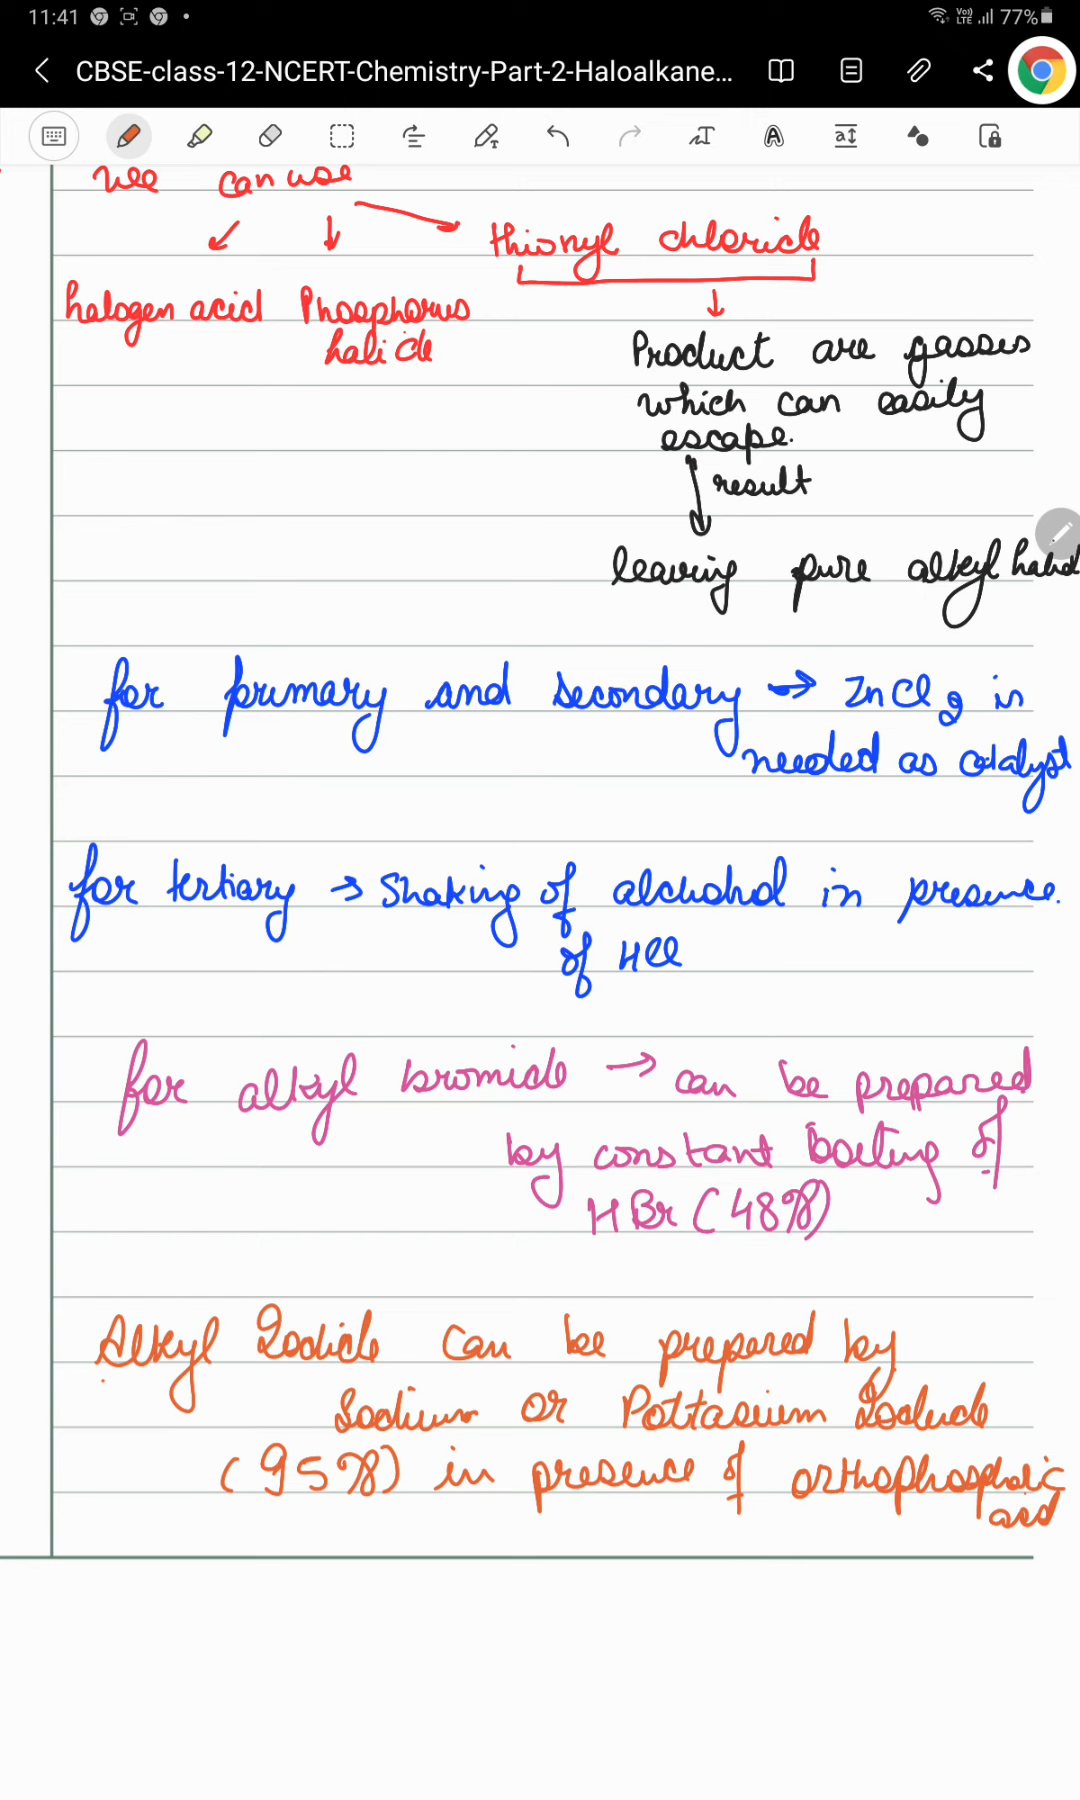 11:41
VoLTE 77%
CBSE-class-12-NCERT-Chemistry-Part-2-Haloalkane...
we can use
thionyl chloride
halogen acid Phosphorus
halide
Product are gasses
which can easily
escape.
result
leaving pure alkyl halid
for primary and secondary → ZnCl2 is
needed as catalyst
for tertiary → Shaking of alcohol in presence.
of HCl
for alkyl bromide → can be prepared
by constant boiling of
HBr (48%)
Alkyl Iodide can be prepared by
Sodium or Pottasium Iodide
(95%) in presence of orthophosphoric
acid